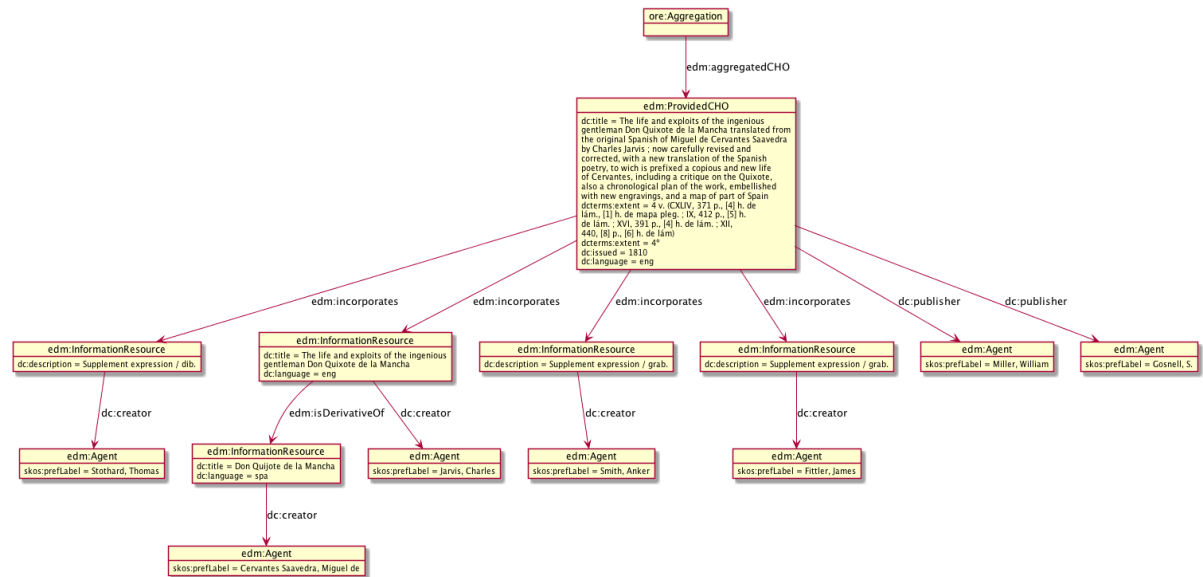 ore:Aggregation
edm:aggregatedCHO
edm:ProvidedCHO
dc:title = The life and exploits of the ingenious
gentleman Don Quixote de la Mancha translated from
the original Spanish of Miguel de Cervantes Saavedra
by Charles Jarvis ; now carefully revised and
corrected, with a new translation of the Spanish
poetry, to wich is prefixed a copious and new life
of Cervantes, including a critique on the Quixote,
also a chronological plan of the work, embellished
with new engravings, and a map of part of Spain
dcterms:extent = 4 v. (CXLIV, 371 p., [4] h. de
lám., [1] h. de mapa pleg. ; IX, 412 p., [5] h.
de lám. ; XVI, 391 p., [4] h. de lám. ; XII,
440, [8] p., [6] h. de lám)
dcterms:extent = 4º
dc:issued = 1810
dc:language = eng
edm:incorporates
edm:incorporates
edm:incorporates
edm:incorporates
dc:publisher
dc:publisher
edm:InformationResource
dc:description = Supplement expression / dib.
edm:InformationResource
dc:title = The life and exploits of the ingenious
gentleman Don Quixote de la Mancha
dc:language = eng
edm:InformationResource
dc:description = Supplement expression / grab.
edm:InformationResource
dc:description = Supplement expression / grab.
edm:Agent
skos:prefLabel = Miller, William
edm:Agent
skos:prefLabel = Gosnell, S.
dc:creator
edm:isDerivativeOf
dc:creator
dc:creator
dc:creator
edm:Agent
skos:prefLabel = Stothard, Thomas
edm:InformationResource
dc:title = Don Quijote de la Mancha
dc:language = spa
edm:Agent
skos:prefLabel = Jarvis, Charles
edm:Agent
skos:prefLabel = Smith, Anker
edm:Agent
skos:prefLabel = Fittler, James
dc:creator
edm:Agent
skos:prefLabel = Cervantes Saavedra, Miguel de